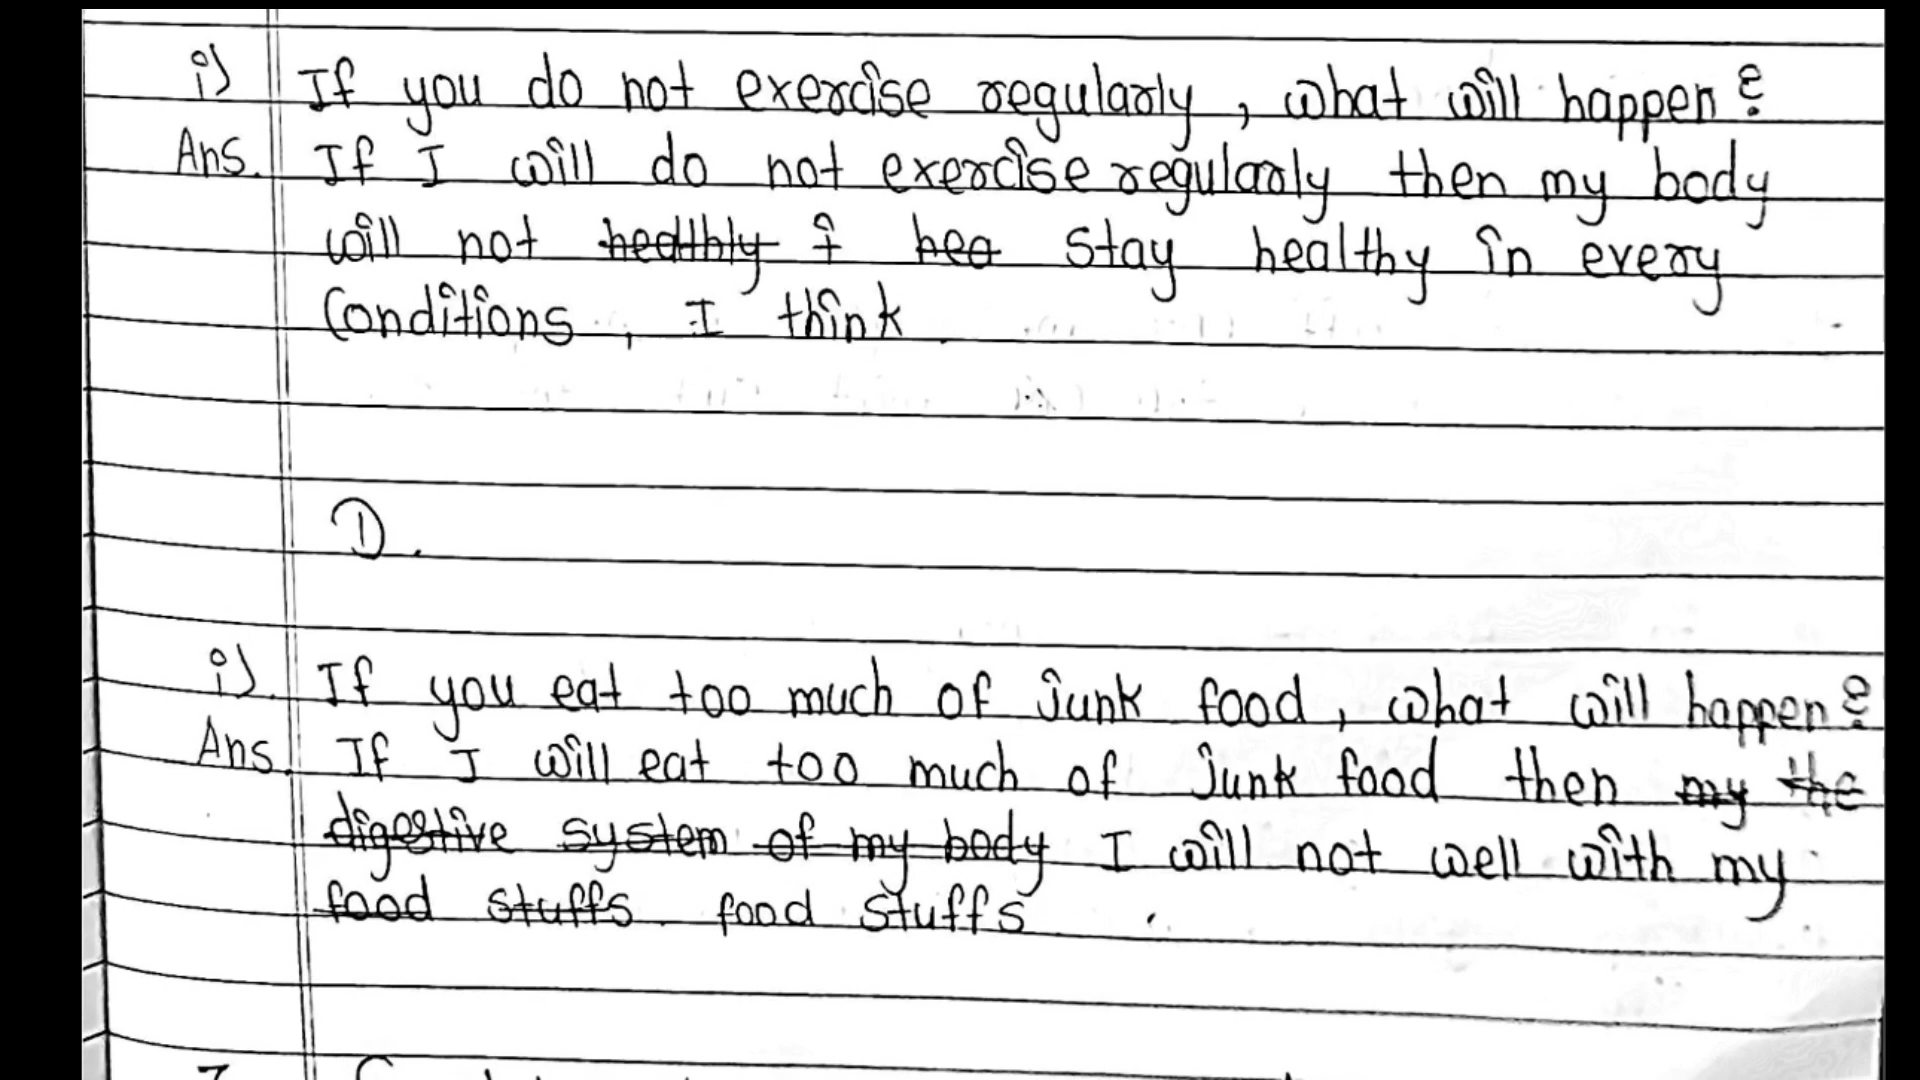 i) If you do not exercise regularly, what will happen?
Ans. If I will do not exercise regularly then my body
will not healthly i hea stay healthy in every
Conditions, I think.
D.
i). If you eat too much of junk food, what will happen?
Ans. If I will eat too much of junk food then my the
digestive system of my body I will not well with my
food stuffs. food stuffs.